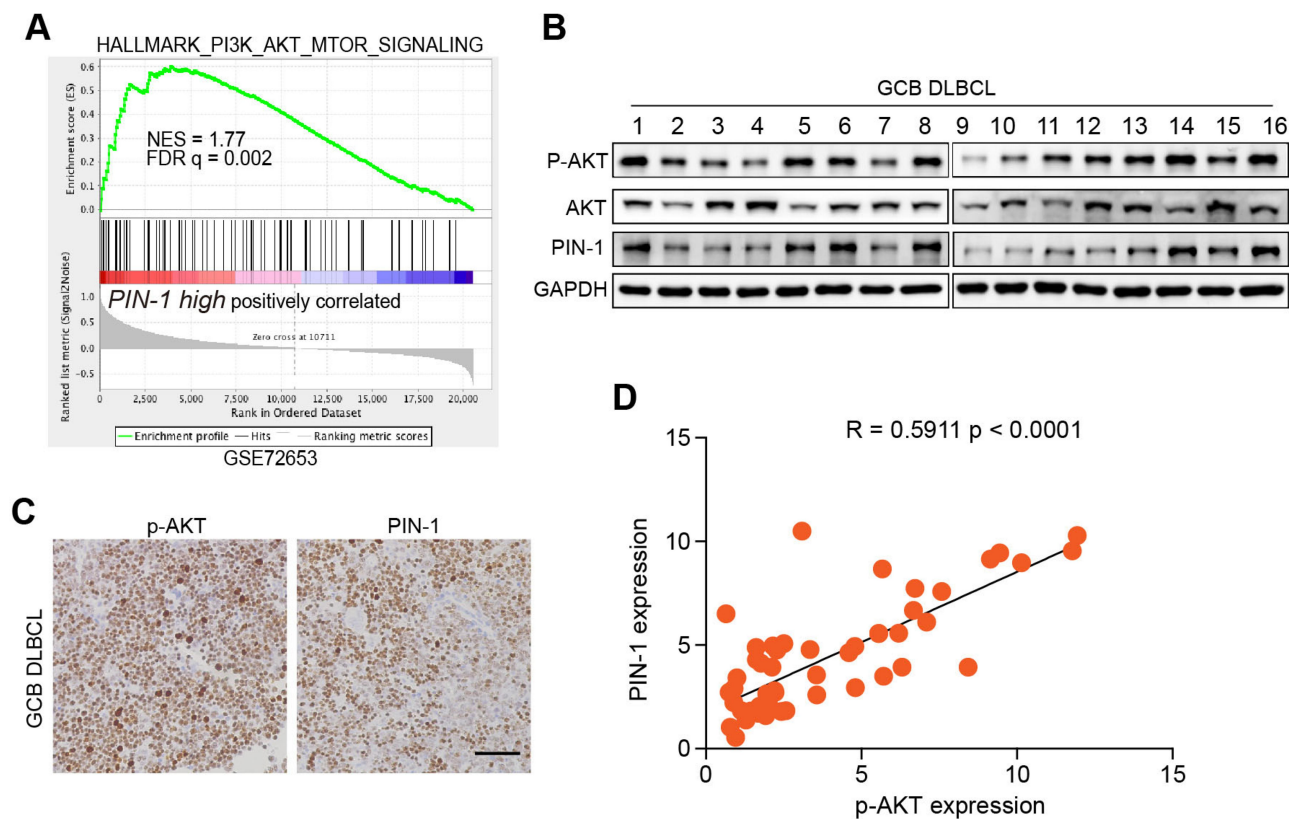 A
HALLMARK_PI3K_AKT_MTOR_SIGNALING
Enrichment score (ES)
0.6
0.5
0.4
0.3
0.2
0.1
0.0
NES = 1.77
FDR q = 0.002
PIN-1 high positively correlated
Ranked list metric (Signal2Noise)
1.0
0.5
0.0
-0.5
Zero cross at 10711
0 2,500 5,000 7,500 10,000 12,500 15,000 17,500 20,000
Rank in Ordered Dataset
Enrichment profile Hits Ranking metric scores
GSE72653
B
GCB DLBCL
1 2 3 4 5 6 7 8 9 10 11 12 13 14 15 16
P-AKT
AKT
PIN-1
GAPDH
C
p-AKT PIN-1
GCB DLBCL
D
R = 0.5911 p < 0.0001
PIN-1 expression
15
10
5
0
0 5 10 15
p-AKT expression